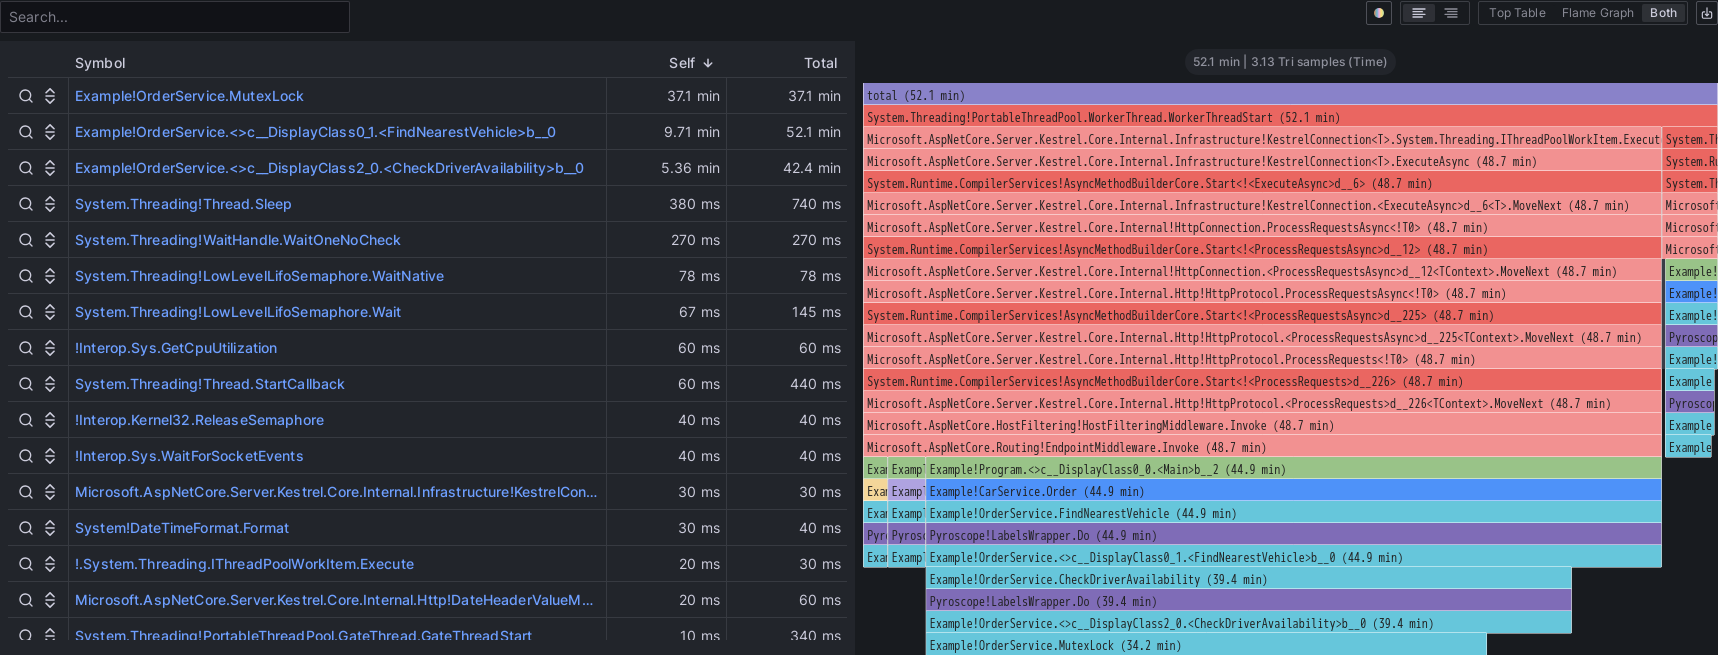 Search...
Top Table Flame Graph Both
Symbol Self Total
Example!OrderService.MutexLock 37.1 min 37.1 min
Example!OrderService.<>c__DisplayClass0_1.<FindNearestVehicle>b__0 9.71 min 52.1 min
Example!OrderService.<>c__DisplayClass2_0.<CheckDriverAvailability>b__0 5.36 min 42.4 min
System.Threading!Thread.Sleep 380 ms 740 ms
System.Threading!WaitHandle.WaitOneNoCheck 270 ms 270 ms
System.Threading!LowLevelLifoSemaphore.WaitNative 78 ms 78 ms
System.Threading!LowLevelLifoSemaphore.Wait 67 ms 145 ms
!Interop.Sys.GetCpuUtilization 60 ms 60 ms
System.Threading!Thread.StartCallback 60 ms 440 ms
!Interop.Kernel32.ReleaseSemaphore 40 ms 40 ms
!Interop.Sys.WaitForSocketEvents 40 ms 40 ms
Microsoft.AspNetCore.Server.Kestrel.Core.Internal.Infrastructure!KestrelCon... 30 ms 30 ms
System!DateTimeFormat.Format 30 ms 40 ms
!.System.Threading.IThreadPoolWorkItem.Execute 20 ms 30 ms
Microsoft.AspNetCore.Server.Kestrel.Core.Internal.Http!DateHeaderValueM... 20 ms 60 ms
System.Threading!PortableThreadPool.GateThread.GateThreadStart 10 ms 340 ms
52.1 min | 3.13 Tri samples (Time)
total (52.1 min)
System.Threading!PortableThreadPool.WorkerThread.WorkerThreadStart (52.1 min)
Microsoft.AspNetCore.Server.Kestrel.Core.Internal.Infrastructure!KestrelConnection<T>.System.Threading.IThreadPoolWorkItem.Execut System.Th
Microsoft.AspNetCore.Server.Kestrel.Core.Internal.Infrastructure!KestrelConnection<T>.ExecuteAsync (48.7 min) System.Ru
System.Runtime.CompilerServices!AsyncMethodBuilderCore.Start<!<ExecuteAsync>d__6> (48.7 min) System.Th
Microsoft.AspNetCore.Server.Kestrel.Core.Internal.Infrastructure!KestrelConnection.<ExecuteAsync>d__6<T>.MoveNext (48.7 min) Microsoft
Microsoft.AspNetCore.Server.Kestrel.Core.Internal!HttpConnection.ProcessRequestsAsync<!T0> (48.7 min) Microsoft
System.Runtime.CompilerServices!AsyncMethodBuilderCore.Start<!<ProcessRequestsAsync>d__12> (48.7 min) Microsoft
Microsoft.AspNetCore.Server.Kestrel.Core.Internal!HttpConnection.<ProcessRequestsAsync>d__12<TContext>.MoveNext (48.7 min) Example!
Microsoft.AspNetCore.Server.Kestrel.Core.Internal.Http!HttpProtocol.ProcessRequestsAsync<!T0> (48.7 min) Example!
System.Runtime.CompilerServices!AsyncMethodBuilderCore.Start<!<ProcessRequestsAsync>d__225> (48.7 min) Example!
Microsoft.AspNetCore.Server.Kestrel.Core.Internal.Http!HttpProtocol.<ProcessRequestsAsync>d__225<TContext>.MoveNext (48.7 min) Pyroscop
Microsoft.AspNetCore.Server.Kestrel.Core.Internal.Http!HttpProtocol.ProcessRequests<!T0> (48.7 min) Example!
System.Runtime.CompilerServices!AsyncMethodBuilderCore.Start<!<ProcessRequests>d__226> (48.7 min) Example
Microsoft.AspNetCore.Server.Kestrel.Core.Internal.Http!HttpProtocol.<ProcessRequests>d__226<TContext>.MoveNext (48.7 min) Pyrosco
Microsoft.AspNetCore.HostFiltering!HostFilteringMiddleware.Invoke (48.7 min) Example
Microsoft.AspNetCore.Routing!EndpointMiddleware.Invoke (48.7 min) Example
Exam Exampl Example!Program.<>c__DisplayClass0_0.<Main>b__2 (44.9 min)
Exam Exampl Example!CarService.Order (44.9 min)
Exam Exampl Example!OrderService.FindNearestVehicle (44.9 min)
Pyro Pyrosc Pyroscope!LabelsWrapper.Do (44.9 min)
Exam Exampl Example!OrderService.<>c__DisplayClass0_1.<FindNearestVehicle>b__0 (44.9 min)
Example!OrderService.CheckDriverAvailability (39.4 min)
Pyroscope!LabelsWrapper.Do (39.4 min)
Example!OrderService.<>c__DisplayClass2_0.<CheckDriverAvailability>b__0 (39.4 min)
Example!OrderService.MutexLock (34.2 min)